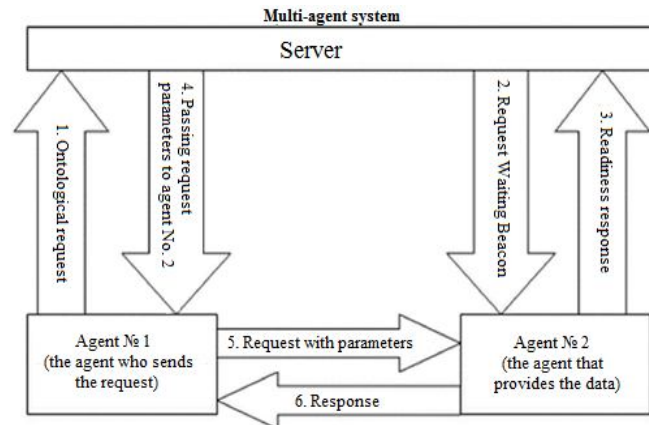 Multi-agent system
Server
1. Ontological request
4. Passing request
parameters to agent No. 2
2. Request Waiting Beacon
3. Readiness response
Agent № 1
(the agent who sends
the request)
5. Request with parameters
6. Response
Agent № 2
(the agent that
provides the data)